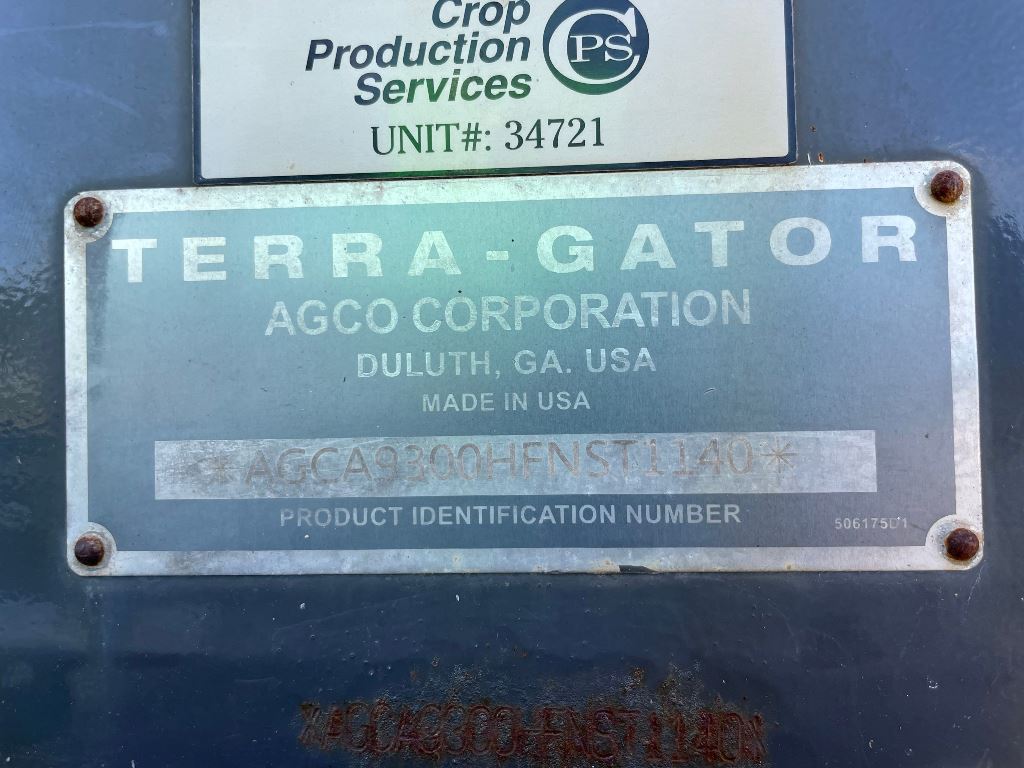 Crop
Production
Services
CPS
UNIT#: 34721
TERRA-GATOR
AGCO CORPORATION
DULUTH, GA. USA
MADE IN USA
*AGCA9300HFNST1140*
PRODUCT IDENTIFICATION NUMBER
506175D1
*AGCA9300HFNST1140*